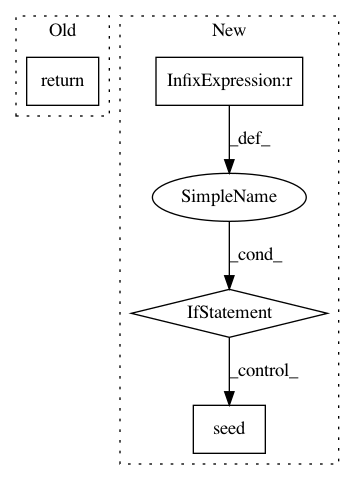 Old
New
return
InfixExpression:r
_def_
SimpleName
_cond_
IfStatement
_control_
seed